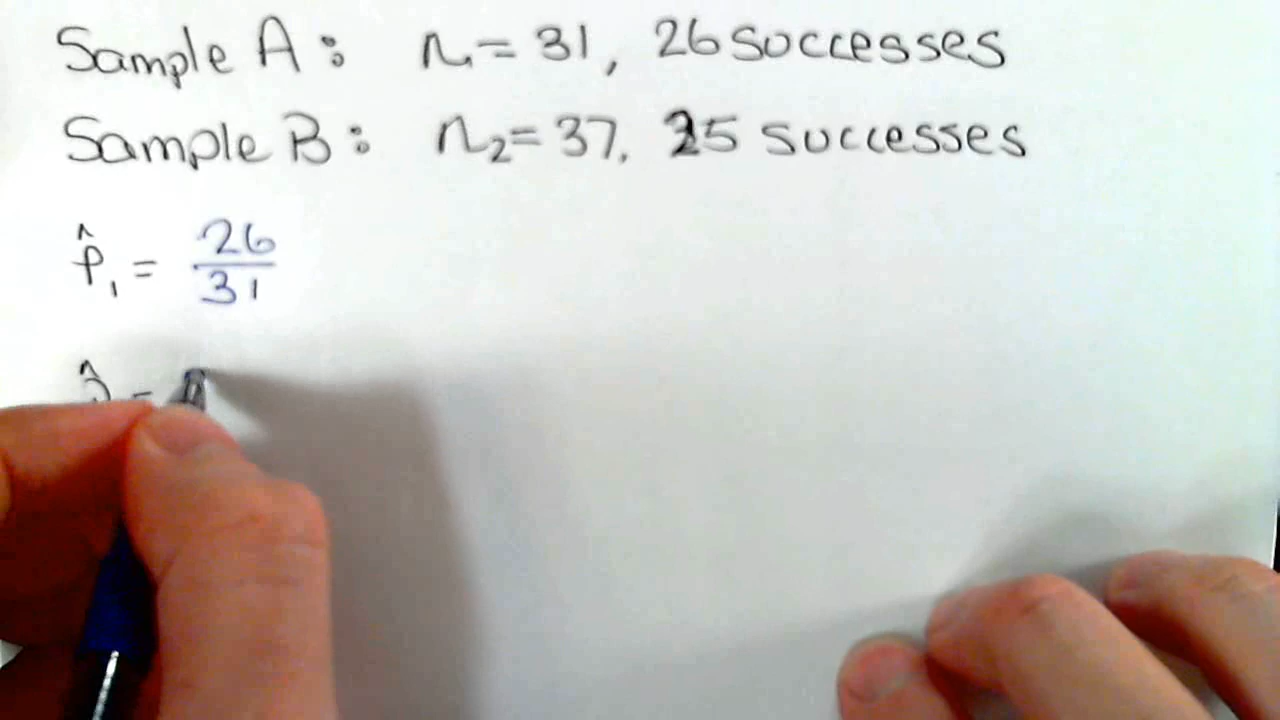 Sample A: n₁ = 31, 26 successes
Sample B: n₂ = 37, 25 successes
p̂₁ = 26/31